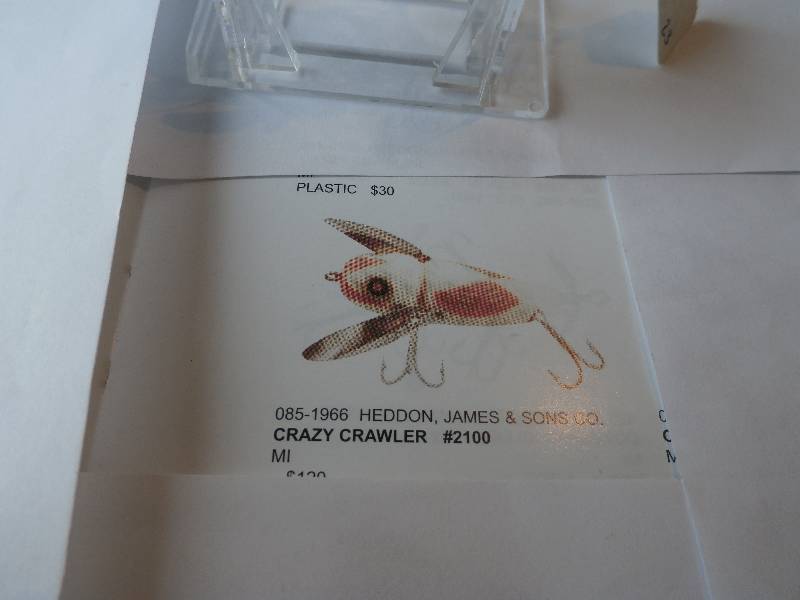 PLASTIC $30
085-1966 HEDDON, JAMES & SONS CO.
CRAZY CRAWLER #2100
MI